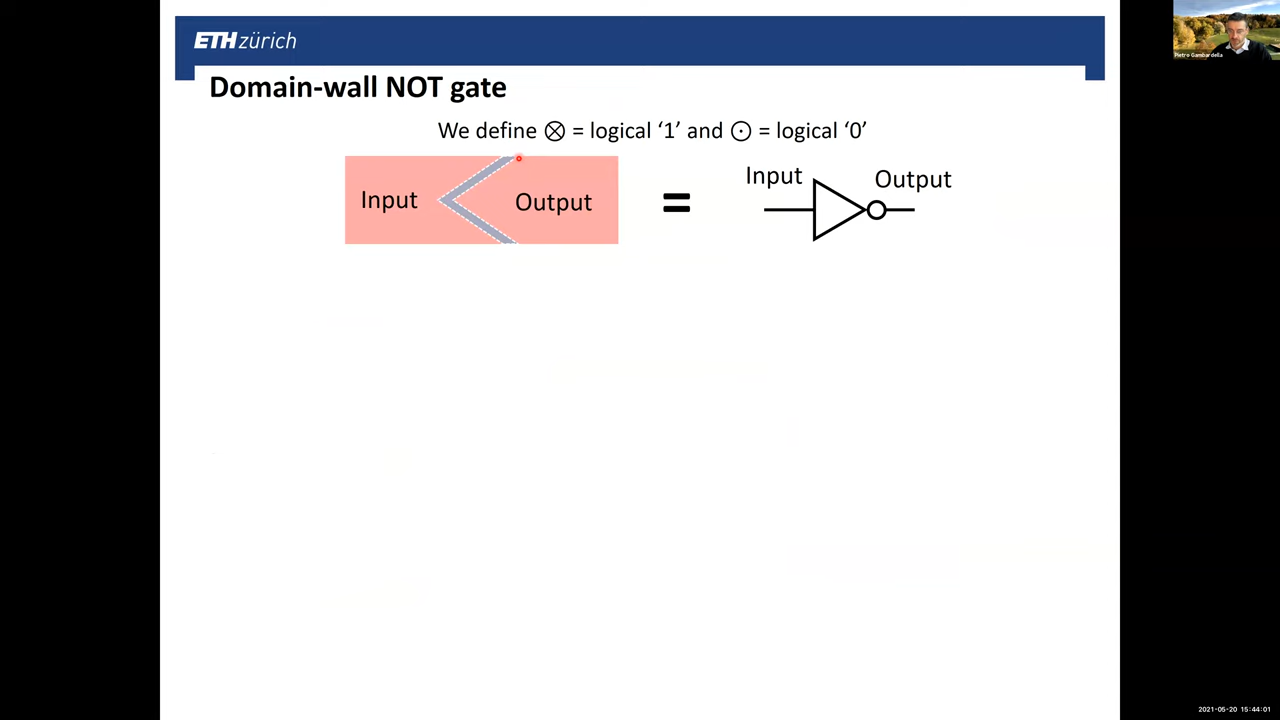 ETH zürich
Domain-wall NOT gate
We define ⊗ = logical ‘1’ and ⊙ = logical ‘0’
Input Output
=
Input Output
Pietro Gambardella
2021-05-20 15:44:01